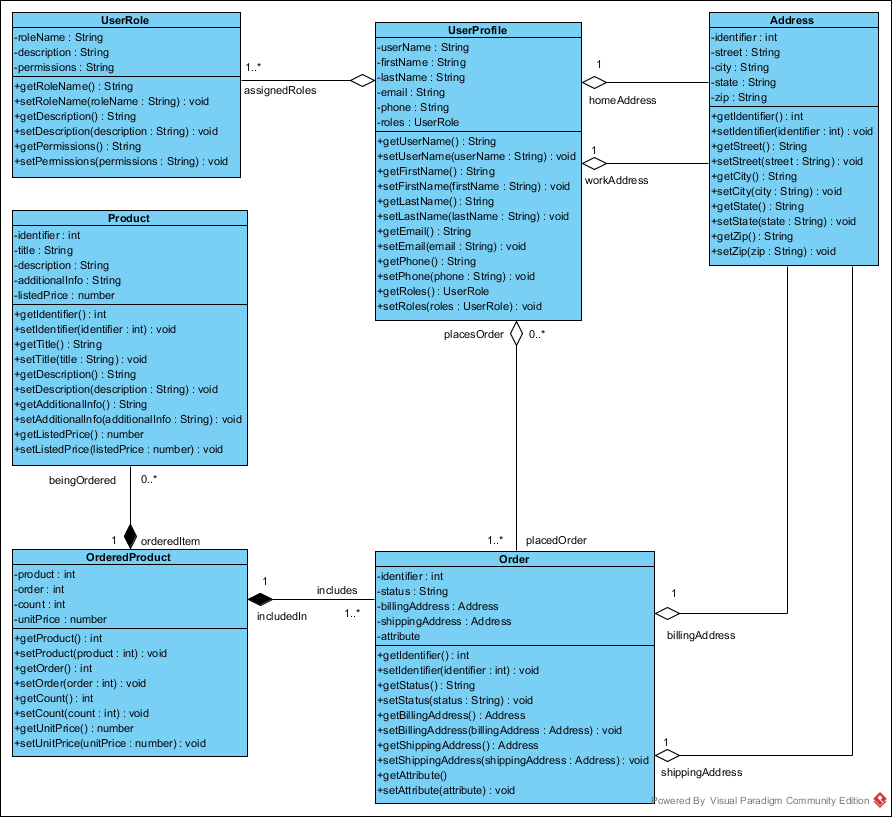 UserRole
-roleName : String
-description : String
-permissions : String
+getRoleName() : String
+setRoleName(roleName : String) : void
+getDescription() : String
+setDescription(description : String) : void
+getPermissions() : String
+setPermissions(permissions : String) : void
1..*
assignedRoles
UserProfile
-userName : String
-firstName : String
-lastName : String
-email : String
-phone : String
-roles : UserRole
+getUserName() : String
+setUserName(userName : String) : void
+getFirstName() : String
+setFirstName(firstName : String) : void
+getLastName() : String
+setLastName(lastName : String) : void
+getEmail() : String
+setEmail(email : String) : void
+getPhone() : String
+setPhone(phone : String) : void
+getRoles() : UserRole
+setRoles(roles : UserRole) : void
1
homeAddress
1
workAddress
Address
-identifier : int
-street : String
-city : String
-state : String
-zip : String
+getIdentifier() : int
+setIdentifier(identifier : int) : void
+getStreet() : String
+setStreet(street : String) : void
+getCity() : String
+setCity(city : String) : void
+getState() : String
+setState(state : String) : void
+getZip() : String
+setZip(zip : String) : void
Product
-identifier : int
-title : String
-description : String
-additionalInfo : String
-listedPrice : number
+getIdentifier() : int
+setIdentifier(identifier : int) : void
+getTitle() : String
+setTitle(title : String) : void
+getDescription() : String
+setDescription(description : String) : void
+getAdditionalInfo() : String
+setAdditionalInfo(additionalInfo : String) : void
+getListedPrice() : number
+setListedPrice(listedPrice : number) : void
placesOrder 0..*
beingOrdered 0..*
1 orderedItem
1..* placedOrder
OrderedProduct
-product : int
-order : int
-count : int
-unitPrice : number
+getProduct() : int
+setProduct(product : int) : void
+getOrder() : int
+setOrder(order : int) : void
+getCount() : int
+setCount(count : int) : void
+getUnitPrice() : number
+setUnitPrice(unitPrice : number) : void
1
includes
includedIn
1..*
Order
-identifier : int
-status : String
-billingAddress : Address
-shippingAddress : Address
-attribute
+getIdentifier() : int
+setIdentifier(identifier : int) : void
+getStatus() : String
+setStatus(status : String) : void
+getBillingAddress() : Address
+setBillingAddress(billingAddress : Address) : void
+getShippingAddress() : Address
+setShippingAddress(shippingAddress : Address) : void
+getAttribute()
+setAttribute(attribute) : void
1
billingAddress
1
shippingAddress
Powered By Visual Paradigm Community Edition